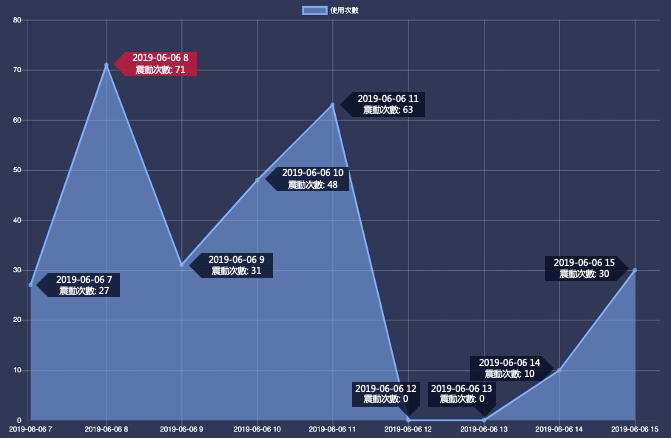 使用次數
80
70
60
50
40
30
20
10
0
2019-06-06 8
震動次數: 71
2019-06-06 11
震動次數: 63
2019-06-06 10
震動次數: 48
2019-06-06 9
震動次數: 31
2019-06-06 15
震動次數: 30
2019-06-06 7
震動次數: 27
2019-06-06 14
震動次數: 10
2019-06-06 12
震動次數: 0
2019-06-06 13
震動次數: 0
2019-06-06 7
2019-06-06 8
2019-06-06 9
2019-06-06 10
2019-06-06 11
2019-06-06 12
2019-06-06 13
2019-06-06 14
2019-06-06 15